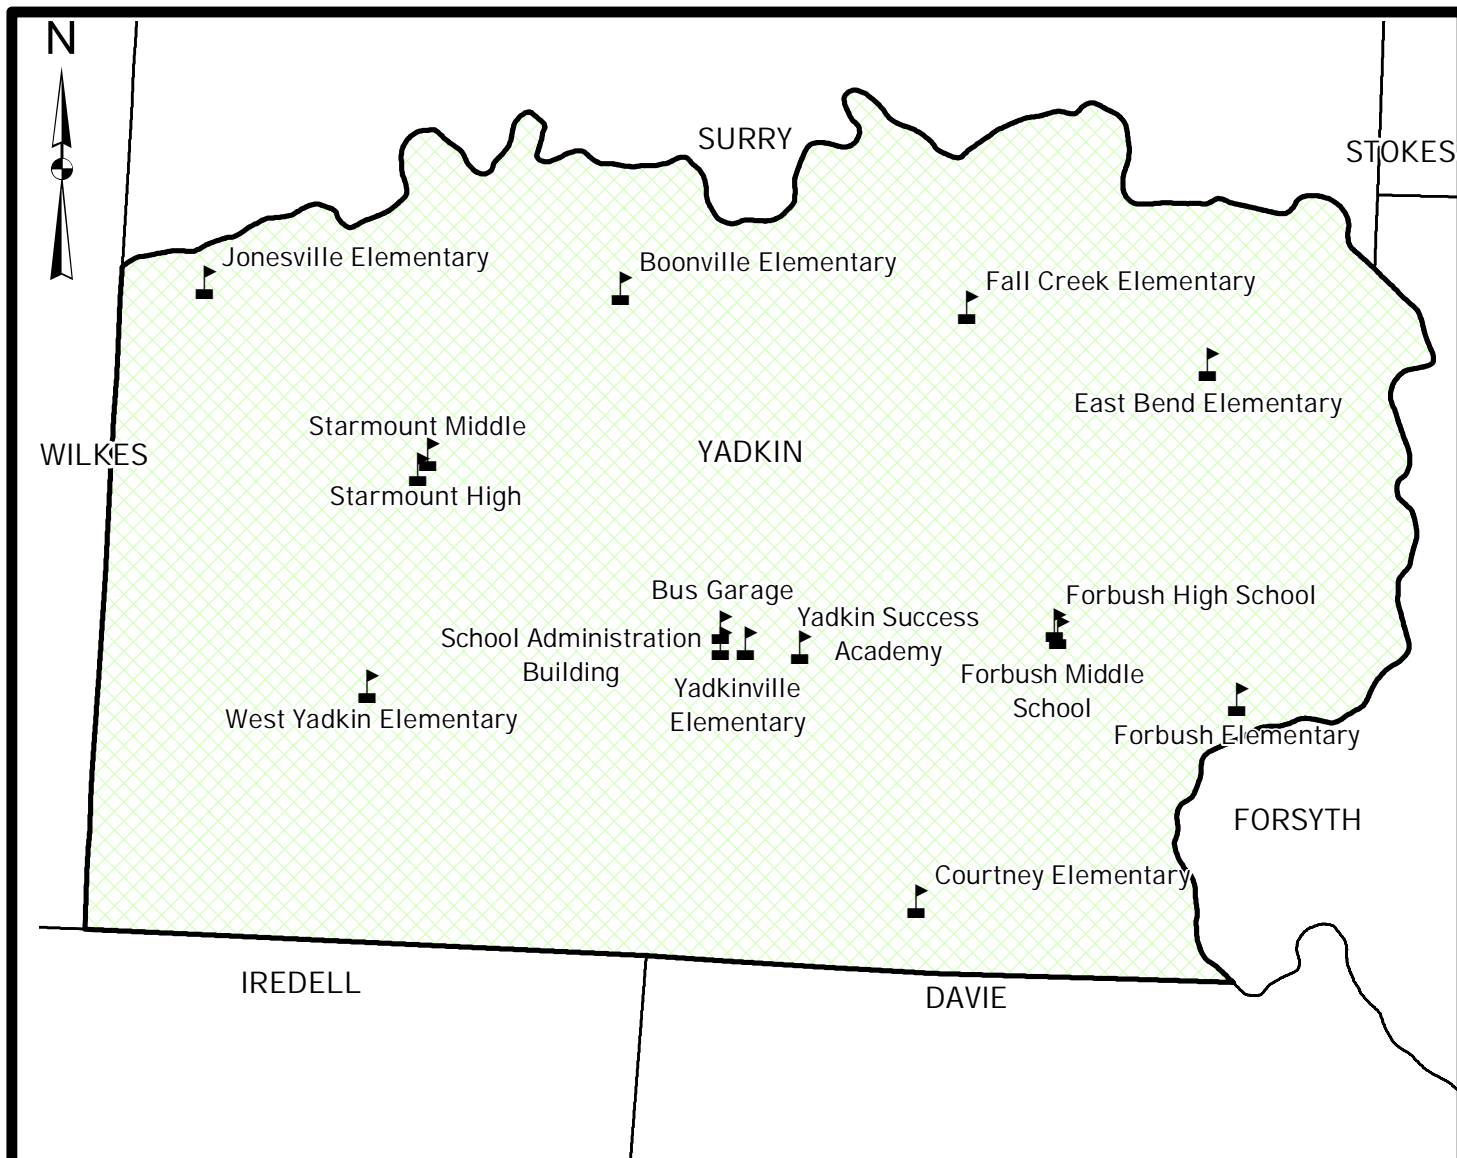 N
SURRY
STOKES
Jonesville Elementary
Boonville Elementary
Fall Creek Elementary
East Bend Elementary
Starmount Middle
WILKES
YADKIN
Starmount High
Bus Garage
Forbush High School
Yadkin Success
Academy
School Administration
Building
Forbush Middle
School
Yadkinville
Elementary
West Yadkin Elementary
Forbush Elementary
FORSYTH
Courtney Elementary
IREDELL
DAVIE